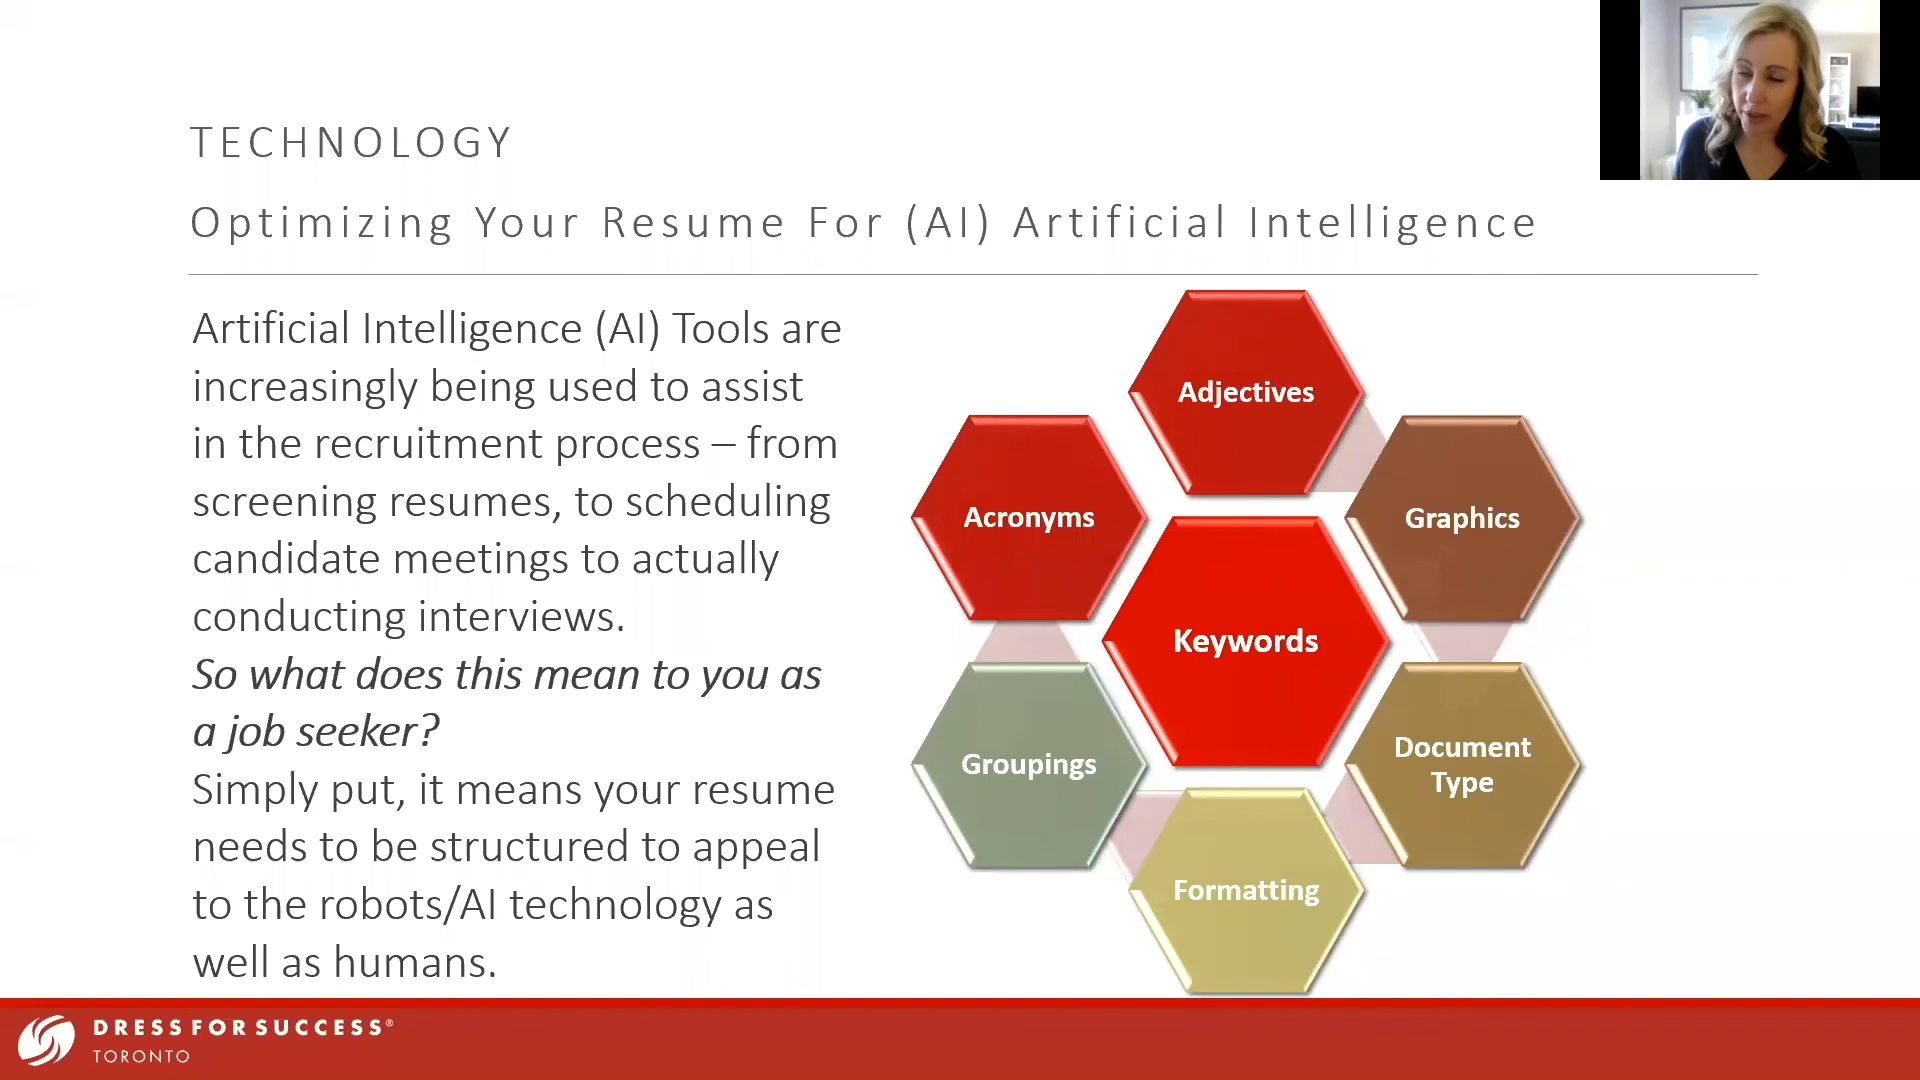 TECHNOLOGY
Optimizing Your Resume For (AI) Artificial Intelligence
Artificial Intelligence (AI) Tools are
increasingly being used to assist
in the recruitment process – from
screening resumes, to scheduling
candidate meetings to actually
conducting interviews.
So what does this mean to you as
a job seeker?
Simply put, it means your resume
needs to be structured to appeal
to the robots/AI technology as
well as humans.
Adjectives
Acronyms
Graphics
Keywords
Groupings
Document
Type
Formatting
DRESS FOR SUCCESS®
TORONTO